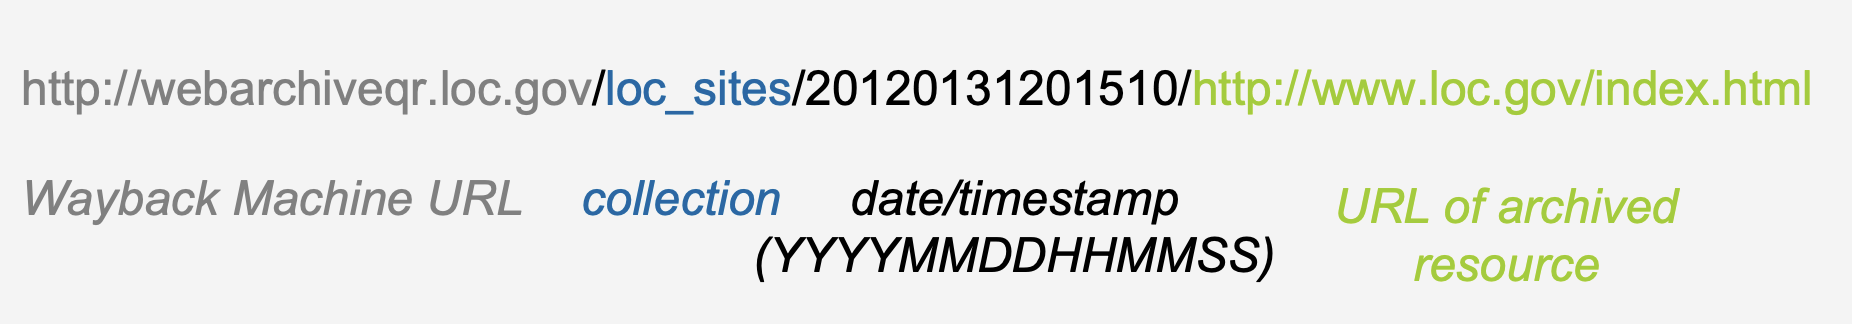 http://webarchiveqr.loc.gov/loc_sites/20120131201510/http://www.loc.gov/index.html
Wayback Machine URL collection date/timestamp URL of archived
(YYYYMMDDHHMMSS) resource